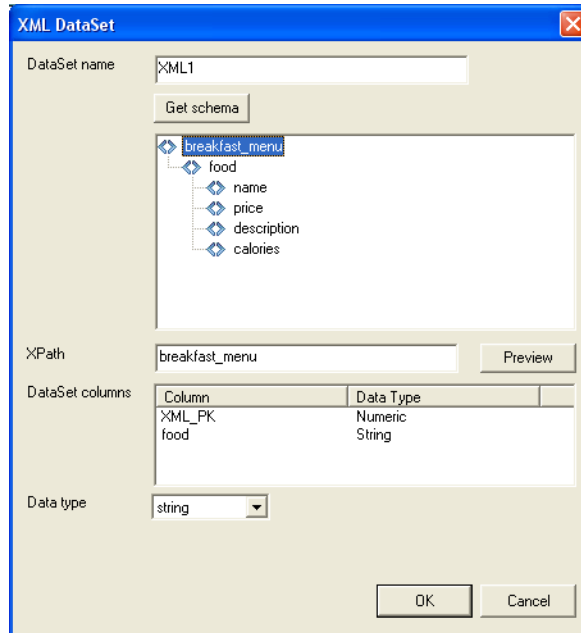 XML DataSet
DataSet name XML1
Get schema
breakfast_menu
food
name
price
description
calories
XPath breakfast_menu Preview
DataSet columns Column Data Type
XML_PK Numeric
food String
Data type string
OK Cancel